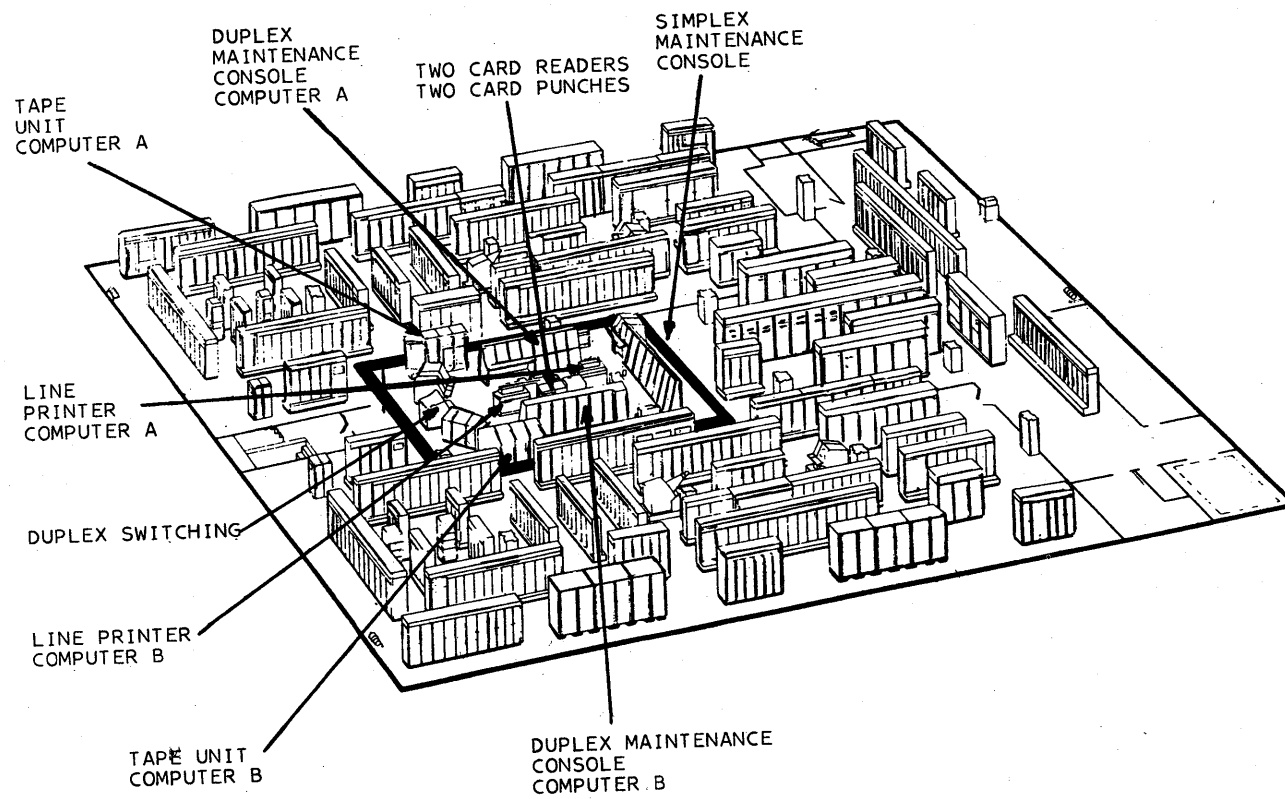 DUPLEX
MAINTENANCE
CONSOLE
COMPUTER A
TWO CARD READERS
TWO CARD PUNCHES
SIMPLEX
MAINTENANCE
CONSOLE
TAPE
UNIT
COMPUTER A
LINE
PRINTER
COMPUTER A
DUPLEX SWITCHING
LINE PRINTER
COMPUTER B
TAPE UNIT
COMPUTER B
DUPLEX MAINTENANCE
CONSOLE
COMPUTER B